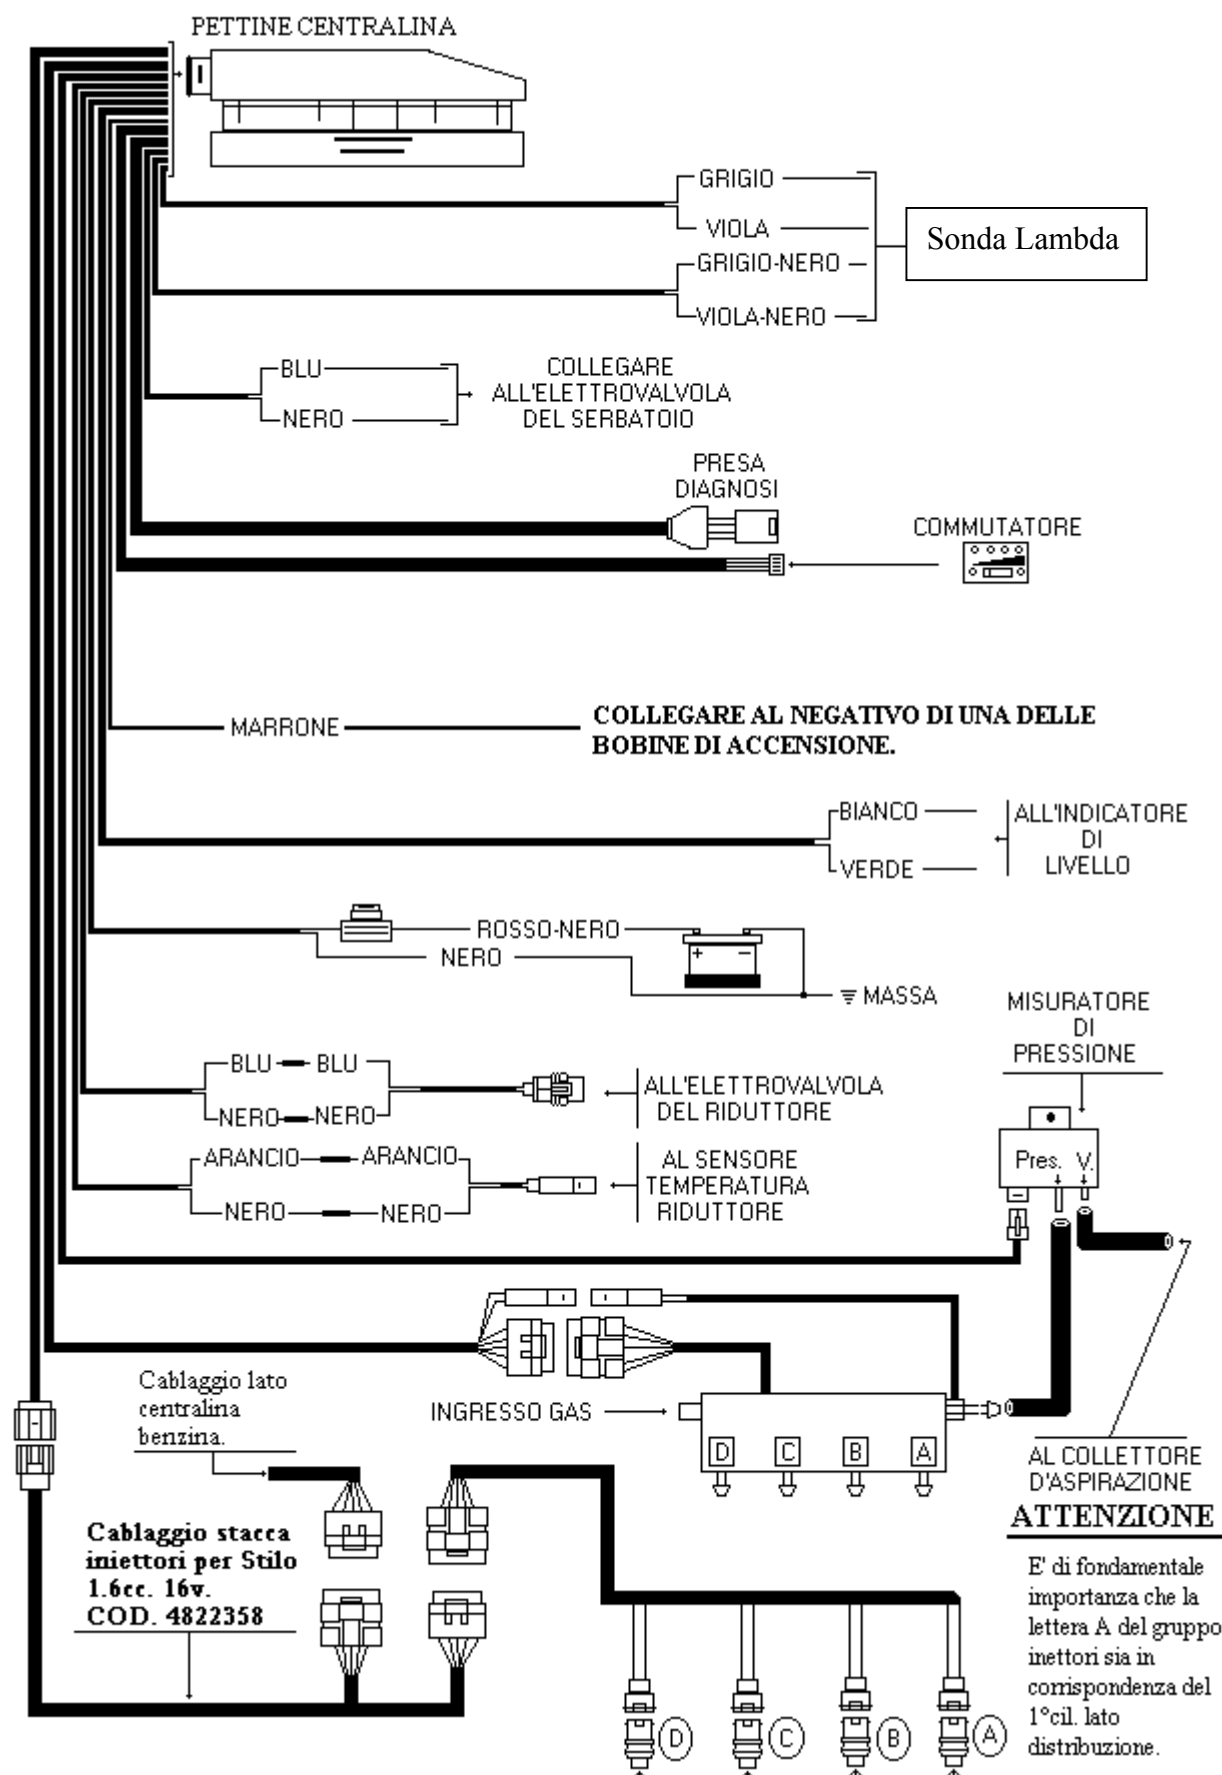 PETTINE CENTRALINA
GRIGIO
VIOLA
GRIGIO-NERO
VIOLA-NERO
Sonda Lambda
BLU
NERO
COLLEGARE
ALL'ELETTROVALVOLA
DEL SERBATOIO
PRESA
DIAGNOSI
COMMUTATORE
MARRONE
COLLEGARE AL NEGATIVO DI UNA DELLE
BOBINE DI ACCENSIONE.
BIANCO
VERDE
ALL'INDICATORE
DI
LIVELLO
ROSSO-NERO
NERO
+ −
MASSA
MISURATORE
DI
PRESSIONE
Pres. V.
BLU BLU
NERO NERO
ALL'ELETTROVALVOLA
DEL RIDUTTORE
ARANCIO ARANCIO
NERO NERO
AL SENSORE
TEMPERATURA
RIDUTTORE
Cablaggio lato
centralina
benzina.
INGRESSO GAS
D C B A
AL COLLETTORE
D'ASPIRAZIONE
Cablaggio stacca
iniettori per Stilo
1.6cc. 16v.
COD. 4822358
ATTENZIONE
E' di fondamentale
importanza che la
lettera A del gruppo
inettori sia in
corrispondenza del
1°cil. lato
distribuzione.
D C B A